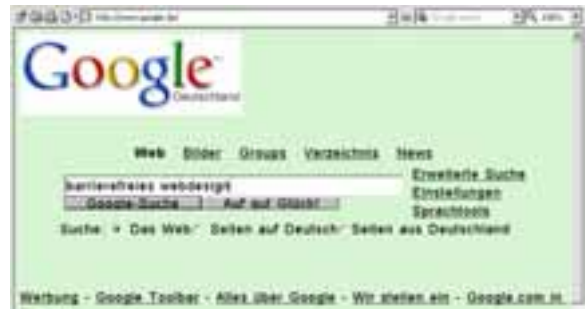 Google
Deutschland
Web Bilder Groups Verzeichnis News
barrierefreies webdesign
Erweiterte Suche
Einstellungen
Sprachtools
Google-Suche Auf gut Glück!
Suche: Das Web Seiten auf Deutsch Seiten aus Deutschland
Werbung - Google Toolbar - Alles über Google - Wir stellen ein - Google.com in